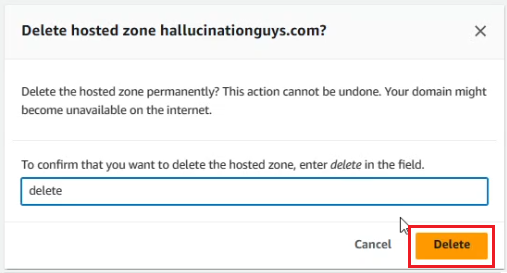 Delete hosted zone hallucinationguys.com?
Delete the hosted zone permanently? This action cannot be undone. Your domain might
become unavailable on the internet.
To confirm that you want to delete the hosted zone, enter delete in the field.
delete
Cancel
Delete